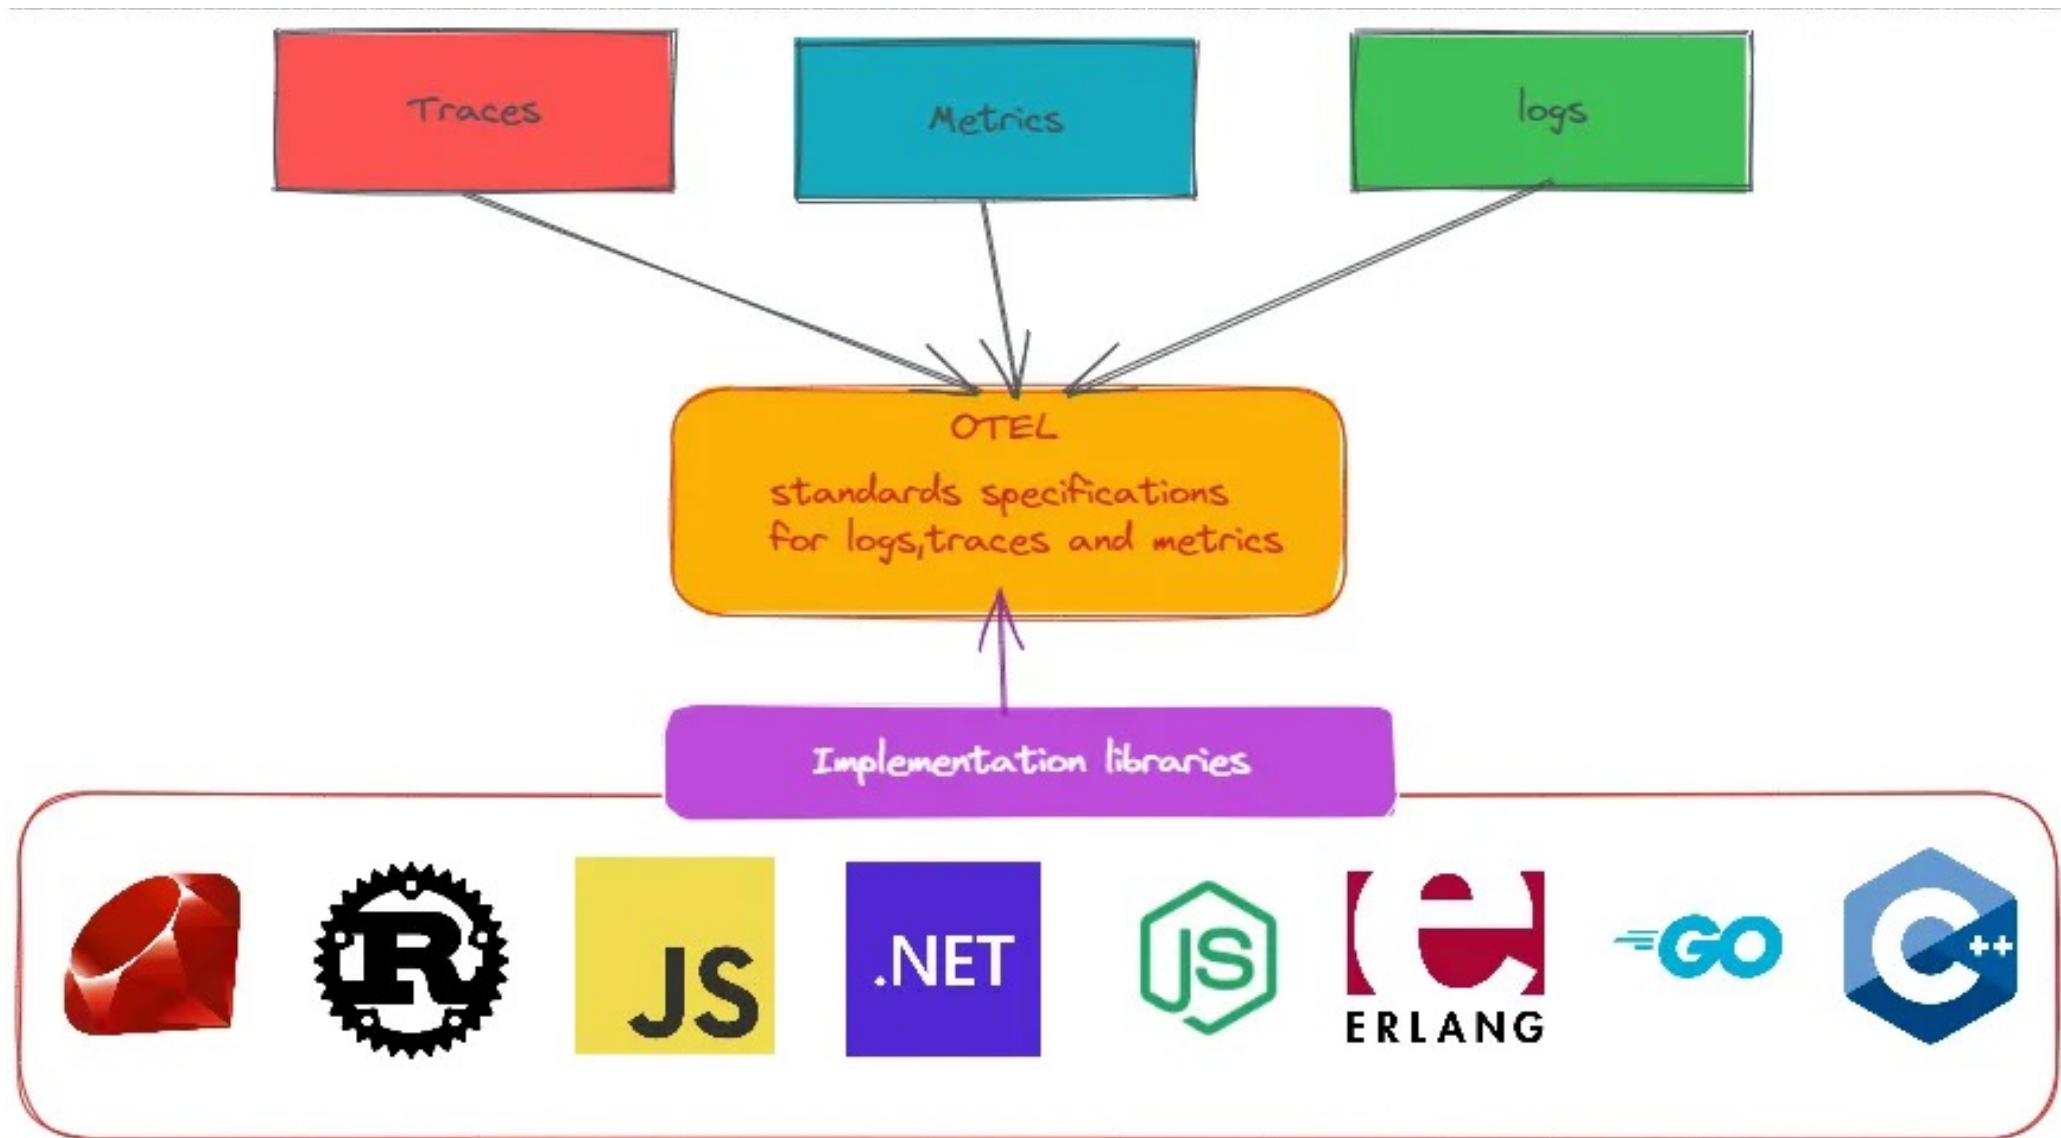 Traces
Metrics
logs
OTEL
standards specifications
for logs,traces and metrics
Implementation libraries
R
JS
.NET
JS
e
ERLANG
GO
C++